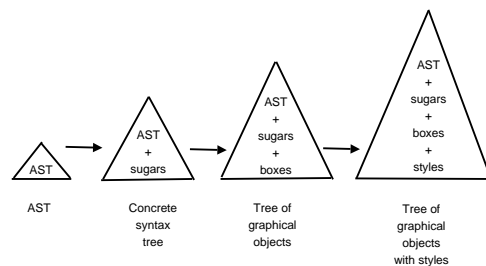 AST
AST
+
sugars
AST
+
sugars
+
boxes
AST
+
sugars
+
boxes
+
styles
AST
Concrete
syntax
tree
Tree of
graphical
objects
Tree of
graphical
objects
with styles